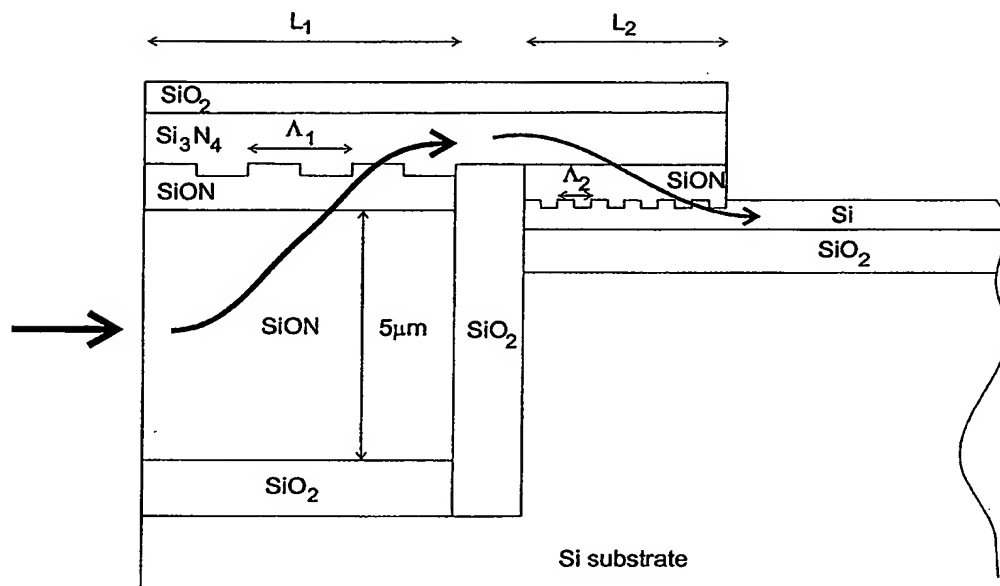 L₁
L₂
SiO₂
Si₃N₄
Λ₁
SiON
SiON
Λ₂
Si
SiO₂
SiON
5μm
SiO₂
SiO₂
Si substrate